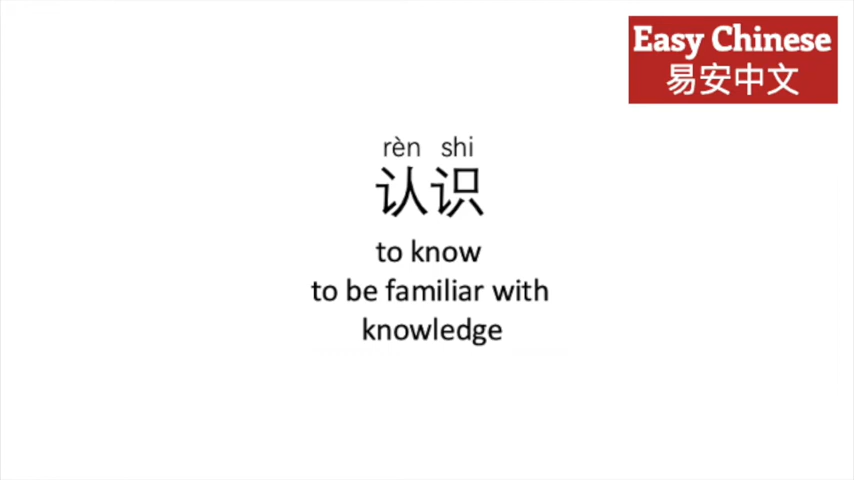 Easy Chinese
易安中文
rèn shi
认识
to know
to be familiar with
knowledge